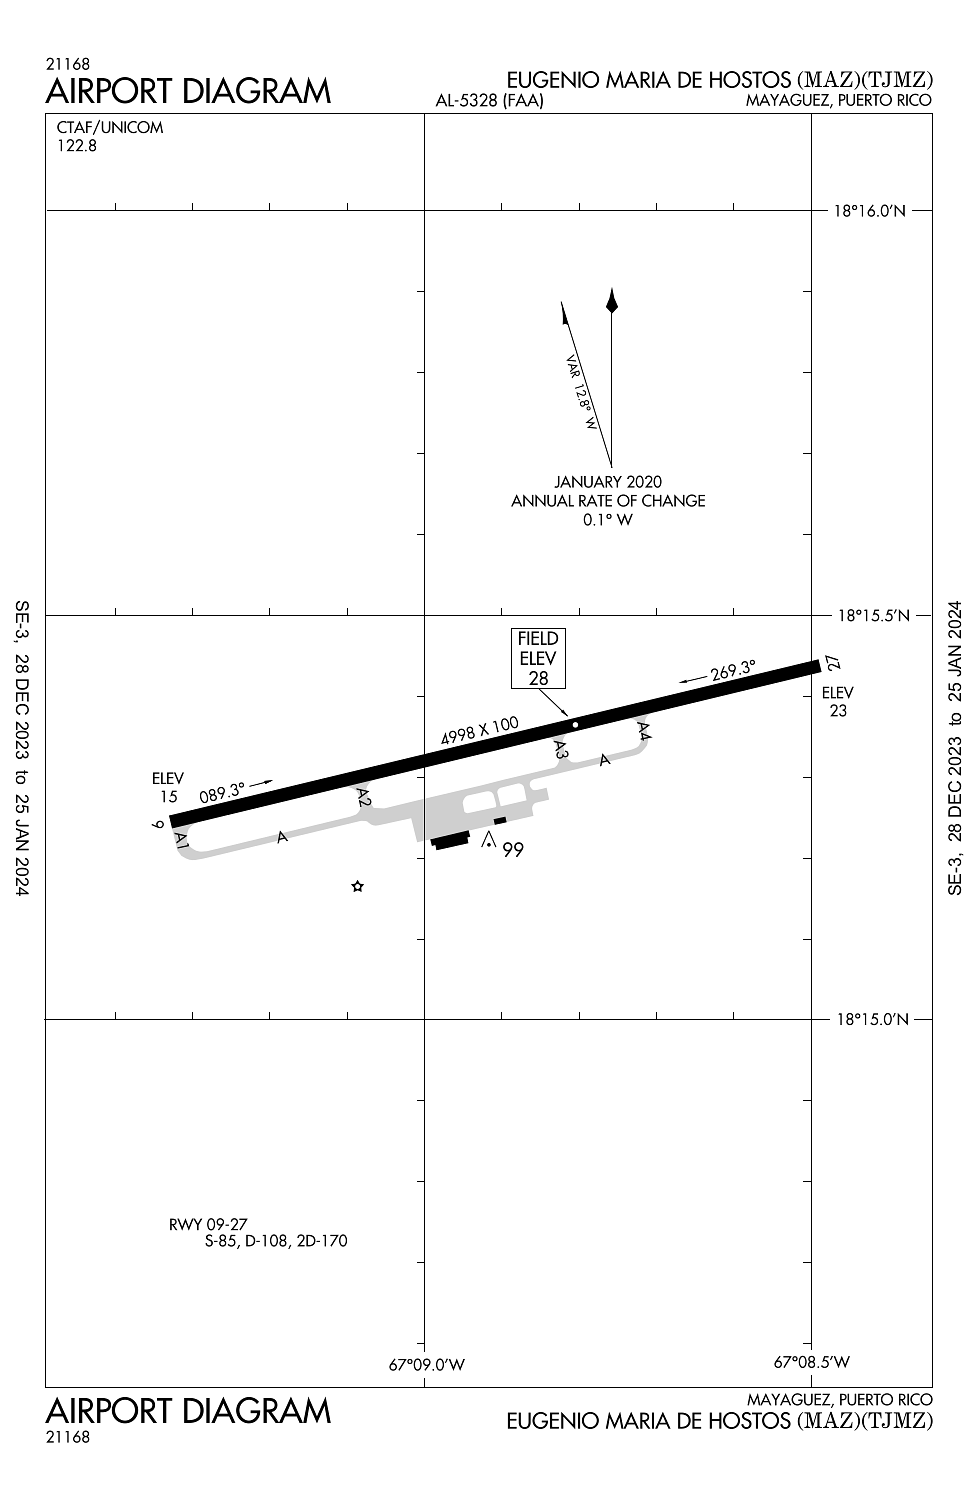 21168
AIRPORT DIAGRAM
EUGENIO MARIA DE HOSTOS (MAZ)(TJMZ)
AL-5328 (FAA)
MAYAGUEZ, PUERTO RICO
CTAF/UNICOM
122.8
18°16.0'N
VAR 12.8° W
JANUARY 2020
ANNUAL RATE OF CHANGE
0.1° W
18°15.5'N
SE-3, 28 DEC 2023 to 25 JAN 2024
SE-3, 28 DEC 2023 to 25 JAN 2024
FIELD
ELEV
28
269.3°
27
ELEV
23
4998 X 100
A4
A3
A
ELEV
15
089.3°
A2
9
A1
A
99
18°15.0'N
RWY 09-27
S-85, D-108, 2D-170
67°09.0'W
67°08.5'W
AIRPORT DIAGRAM
21168
MAYAGUEZ, PUERTO RICO
EUGENIO MARIA DE HOSTOS (MAZ)(TJMZ)